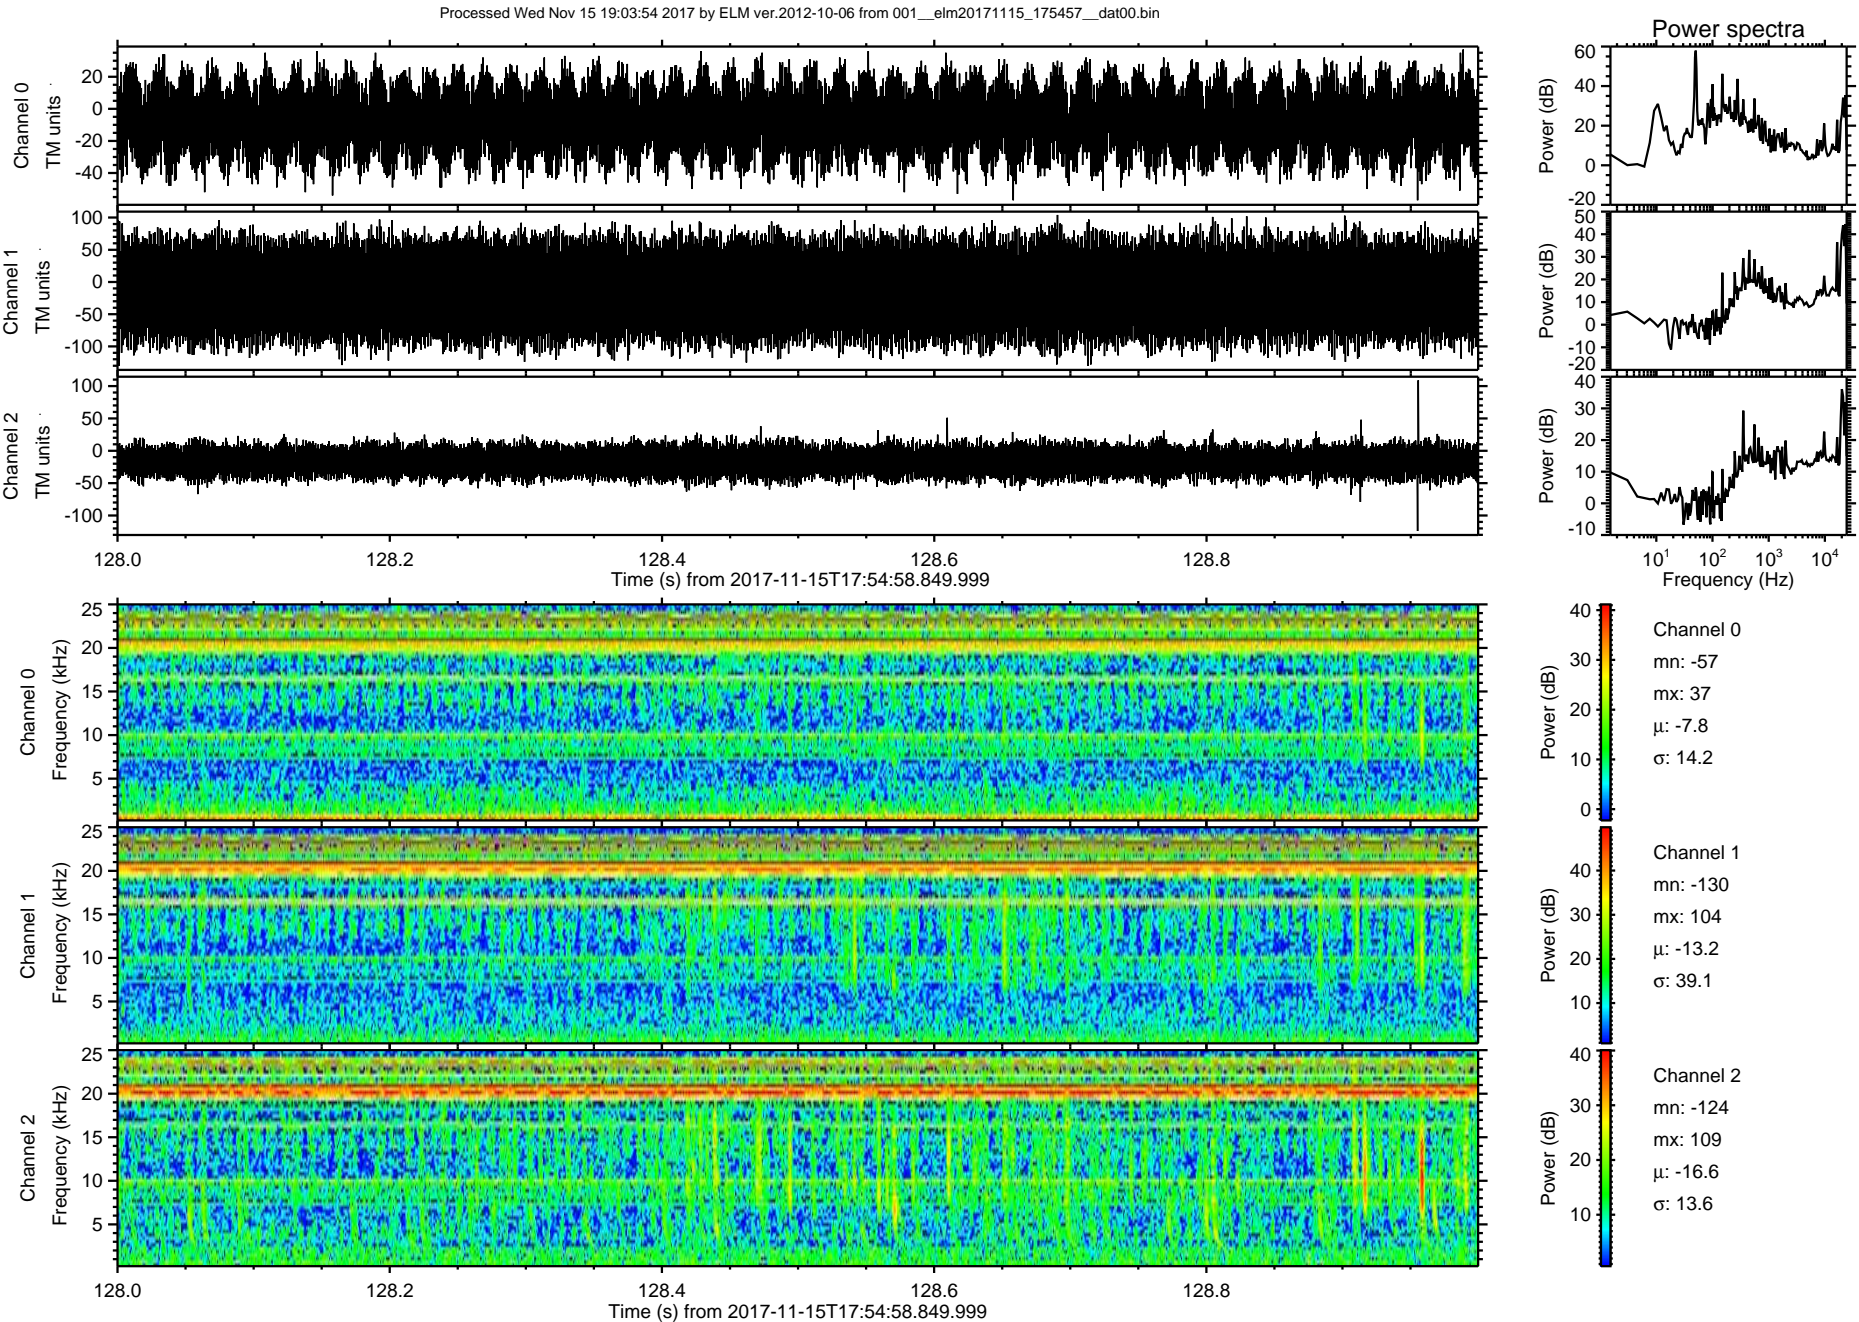 Processed Wed Nov 15 19:03:54 2017 by ELM ver.2012-10-06 from 001__elm20171115_175457__dat00.bin
Power spectra
Channel 0
TM units
20
0
-20
-40
Power (dB)
60
40
20
0
-20
Channel 1
TM units
100
50
0
-50
-100
Power (dB)
50
40
30
20
10
0
-10
-20
Channel 2
TM units
100
50
0
-50
-100
Power (dB)
40
30
20
10
0
-10
128.0 128.2 128.4 128.6 128.8
Time (s) from 2017-11-15T17:54:58.849.999
10^1 10^2 10^3 10^4
Frequency (Hz)
Channel 0
Frequency (kHz)
25
20
15
10
5
Power (dB)
40
30
20
10
0
Channel 0
mn: -57
mx: 37
μ: -7.8
σ: 14.2
Channel 1
Frequency (kHz)
25
20
15
10
5
Power (dB)
40
30
20
10
Channel 1
mn: -130
mx: 104
μ: -13.2
σ: 39.1
Channel 2
Frequency (kHz)
25
20
15
10
5
Power (dB)
40
30
20
10
Channel 2
mn: -124
mx: 109
μ: -16.6
σ: 13.6
128.0 128.2 128.4 128.6 128.8
Time (s) from 2017-11-15T17:54:58.849.999